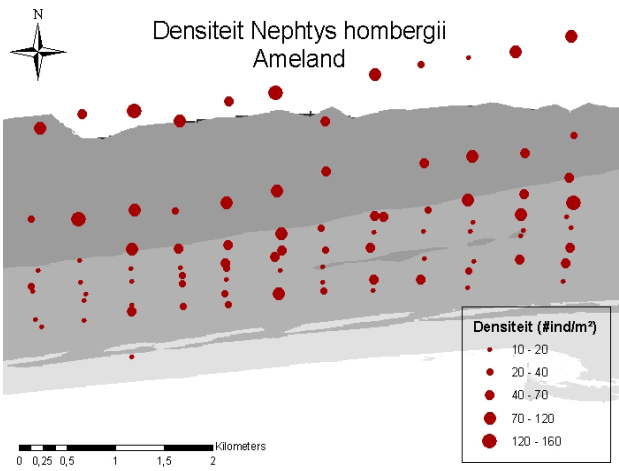 N
Densiteit Nephtys hombergii
Ameland
Densiteit (#ind/m²)
10 - 20
20 - 40
40 - 70
70 - 120
120 - 160
Kilometers
0 0,25 0,5 1 1,5 2